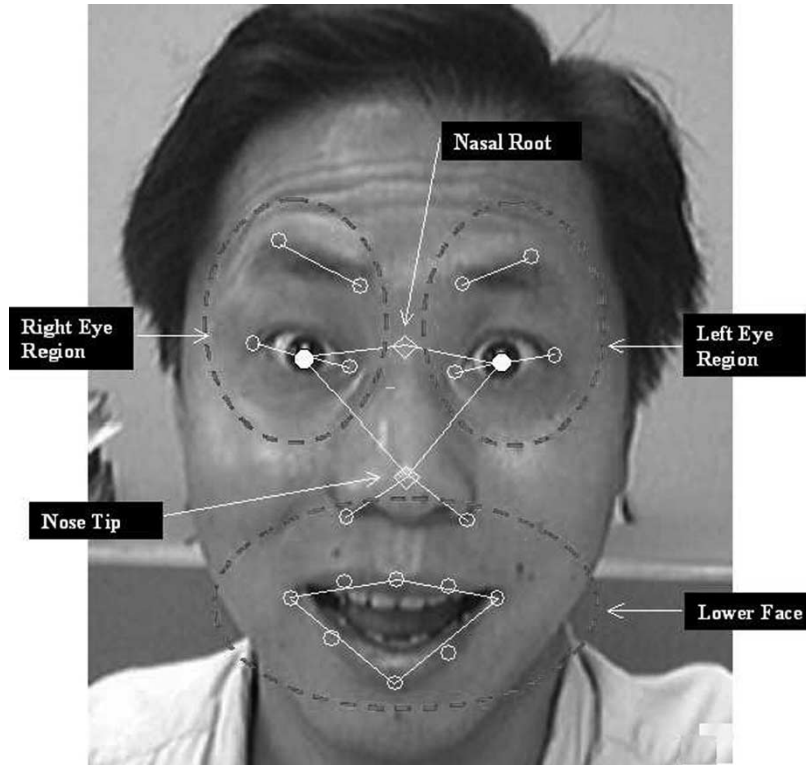 Nasal Root
Right Eye
Region
Left Eye
Region
Nose Tip
Lower Face